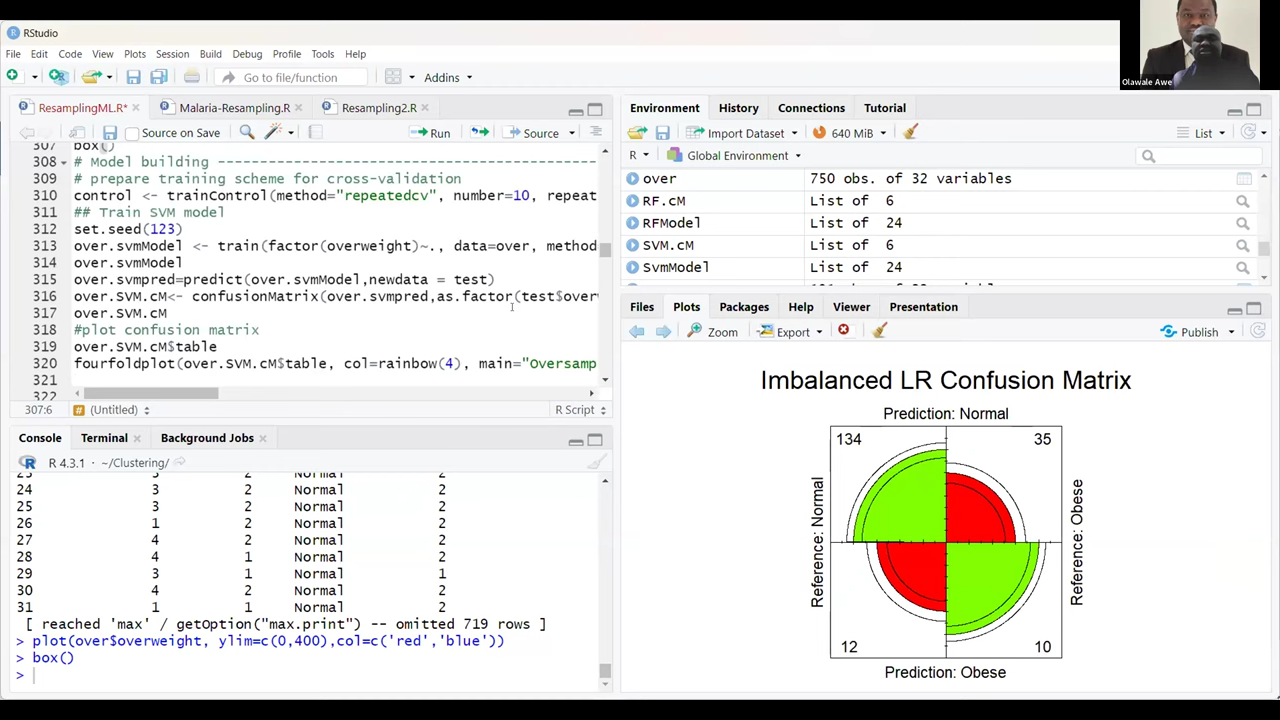 RStudio
Olawale Awe
File Edit Code View Plots Session Build Debug Profile Tools Help
Go to file/function Addins
ResamplingML.R* Malaria-Resampling.R Resampling2.R
Source on Save Run Source
307 box()
308 # Model building ----------------------------------------
309 # prepare training scheme for cross-validation
310 control <- trainControl(method="repeatedcv", number=10, repeat
311 ## Train SVM model
312 set.seed(123)
313 over.svmModel <- train(factor(overweight)~., data=over, method
314 over.svmModel
315 over.svmpred=predict(over.svmModel,newdata = test)
316 over.SVM.cM<- confusionMatrix(over.svmpred,as.factor(test$over
317 over.SVM.cM
318 #plot confusion matrix
319 over.SVM.cM$table
320 fourfoldplot(over.SVM.cM$table, col=rainbow(4), main="Oversamp
321
322
307:6 # (Untitled) R Script
Console Terminal Background Jobs
R 4.3.1 · ~/Clustering/
23 3 2 Normal 2
24 3 2 Normal 2
25 3 2 Normal 2
26 1 2 Normal 2
27 4 2 Normal 2
28 4 1 Normal 2
29 3 1 Normal 1
30 4 2 Normal 2
31 1 1 Normal 2
[ reached 'max' / getOption("max.print") -- omitted 719 rows ]
> plot(over$overweight, ylim=c(0,400),col=c('red','blue'))
> box()
>
Environment History Connections Tutorial
Import Dataset 640 MiB List
R Global Environment
over 750 obs. of 32 variables
RF.cM List of 6
RFModel List of 24
SVM.cM List of 6
SvmModel List of 24
Files Plots Packages Help Viewer Presentation
Zoom Export Publish
Imbalanced LR Confusion Matrix
Prediction: Normal
134 35
Reference: Normal
Reference: Obese
12 10
Prediction: Obese